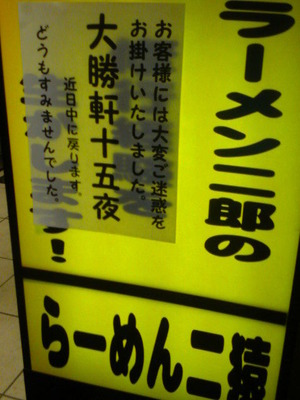 ラーメン二郎の
お客様には大変ご迷惑を
お掛けいたしました。
大勝軒十五夜
近日中に戻ります。
どうもすみませんでした。
！
らーめんこ